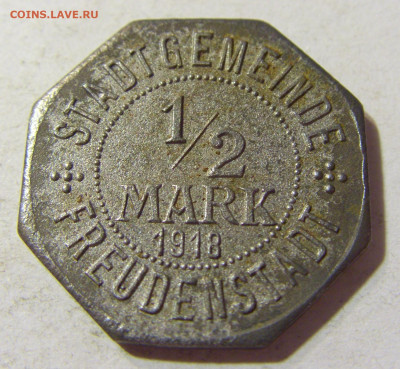 COINS.LAVE.RU
STADTGEMEINDE
1/2
MARK
1918
FREUDENSTADT